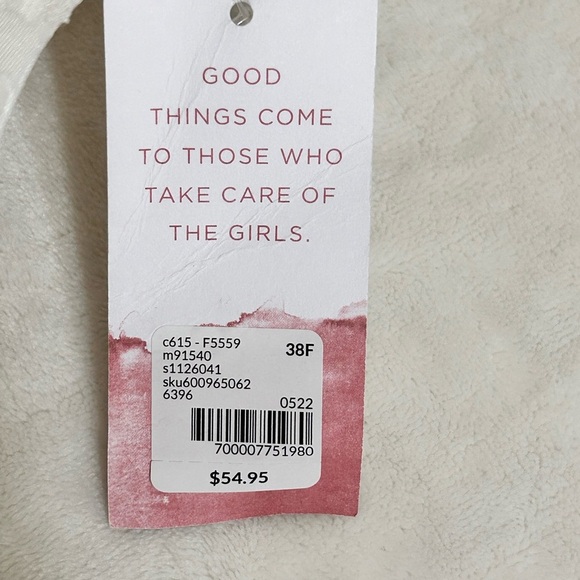 GOOD
THINGS COME
TO THOSE WHO
TAKE CARE OF
THE GIRLS.
c615 - F5559
38F
m91540
s1126041
sku600965062
6396
0522
700007751980
$54.95